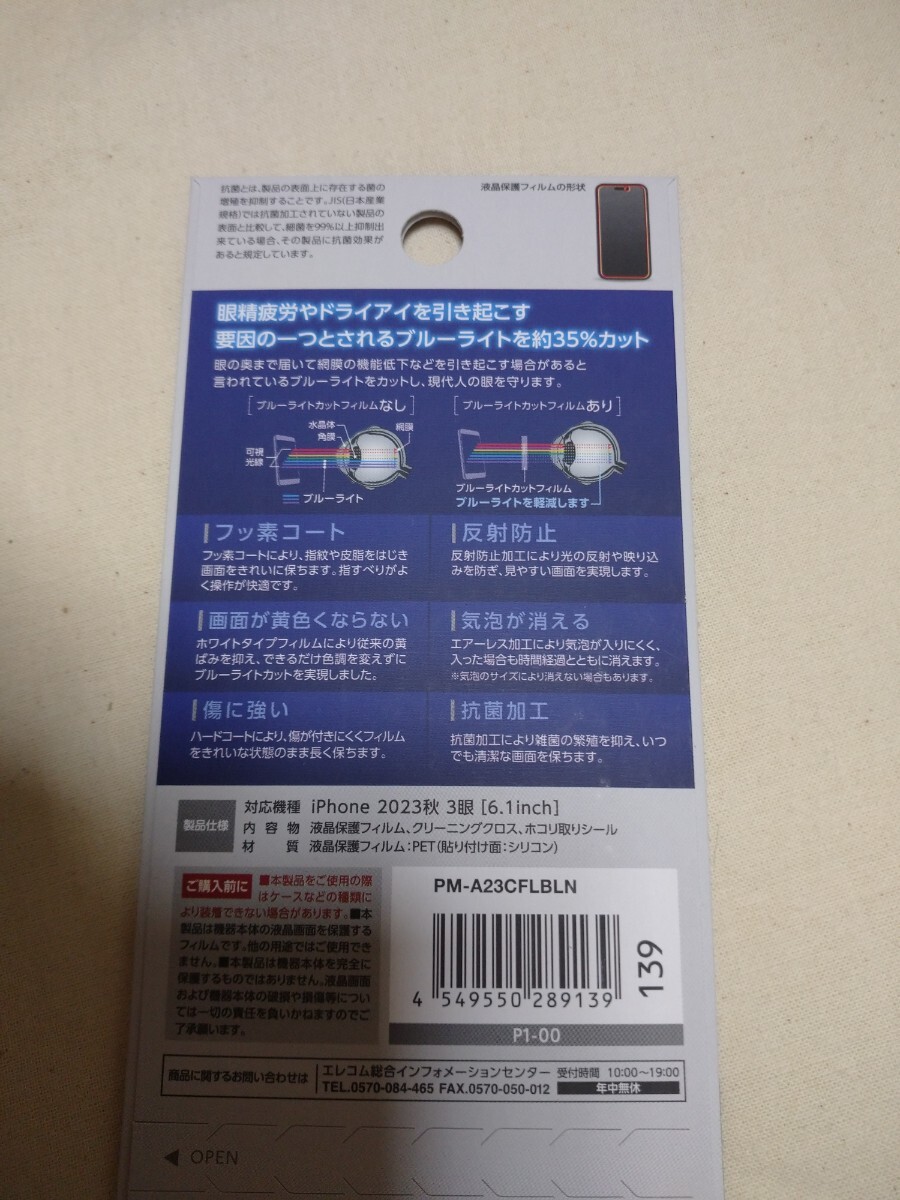 抗菌とは、製品の表面上に存在する菌の
増殖を抑制することです。JIS(日本産業
規格)では抗菌加工されていない製品の
表面と比較して、細菌を99%以上抑制出
来ている場合、その製品に抗菌効果が
あると規定しています。
液晶保護フィルムの形状
眼精疲労やドライアイを引き起こす
要因の一つとされるブルーライトを約35%カット
眼の奥まで届いて網膜の機能低下などを引き起こす場合があると
言われているブルーライトをカットし、現代人の眼を守ります。
[ブルーライトカットフィルムなし]
水晶体
角膜
網膜
可視
光線
ブルーライト
[ブルーライトカットフィルムあり]
ブルーライトカットフィルム
ブルーライトを軽減します
フッ素コート
フッ素コートにより、指紋や皮脂をはじき
画面をきれいに保ちます。指すべりがよ
く操作が快適です。
反射防止
反射防止加工により光の反射や映り込
みを防ぎ、見やすい画面を実現します。
画面が黄色くならない
ホワイトタイプフィルムにより従来の黄
ばみを抑え、できるだけ色調を変えずに
ブルーライトカットを実現しました。
気泡が消える
エアーレス加工により気泡が入りにくく、
入った場合も時間経過とともに消えます。
※気泡のサイズにより消えない場合もあります。
傷に強い
ハードコートにより、傷が付きにくくフィルム
をきれいな状態のまま長く保ちます。
抗菌加工
抗菌加工により雑菌の繁殖を抑え、いつ
でも清潔な画面を保ちます。
製品仕様
対応機種 iPhone 2023秋 3眼 [6.1inch]
内容物 液晶保護フィルム、クリーニングクロス、ホコリ取りシール
材質 液晶保護フィルム:PET(貼り付け面:シリコン)
ご購入前に ■本製品をご使用の際
はケースなどの種類に
より装着できない場合があります。■本
製品は機器本体の液晶画面を保護する
フィルムです。他の用途ではご使用でき
ません。■本製品は機器本体を完全に
保護するものではありません。液晶画面
および機器本体の破損や損傷等につい
ては一切の責任を負いかねますのでご
了承願います。
PM-A23CFLBLN
4 549550 289139
139
P1-00
商品に関するお問い合わせは
エレコム総合インフォメーションセンター 受付時間 10:00～19:00
TEL.0570-084-465 FAX.0570-050-012 年中無休
◀ OPEN